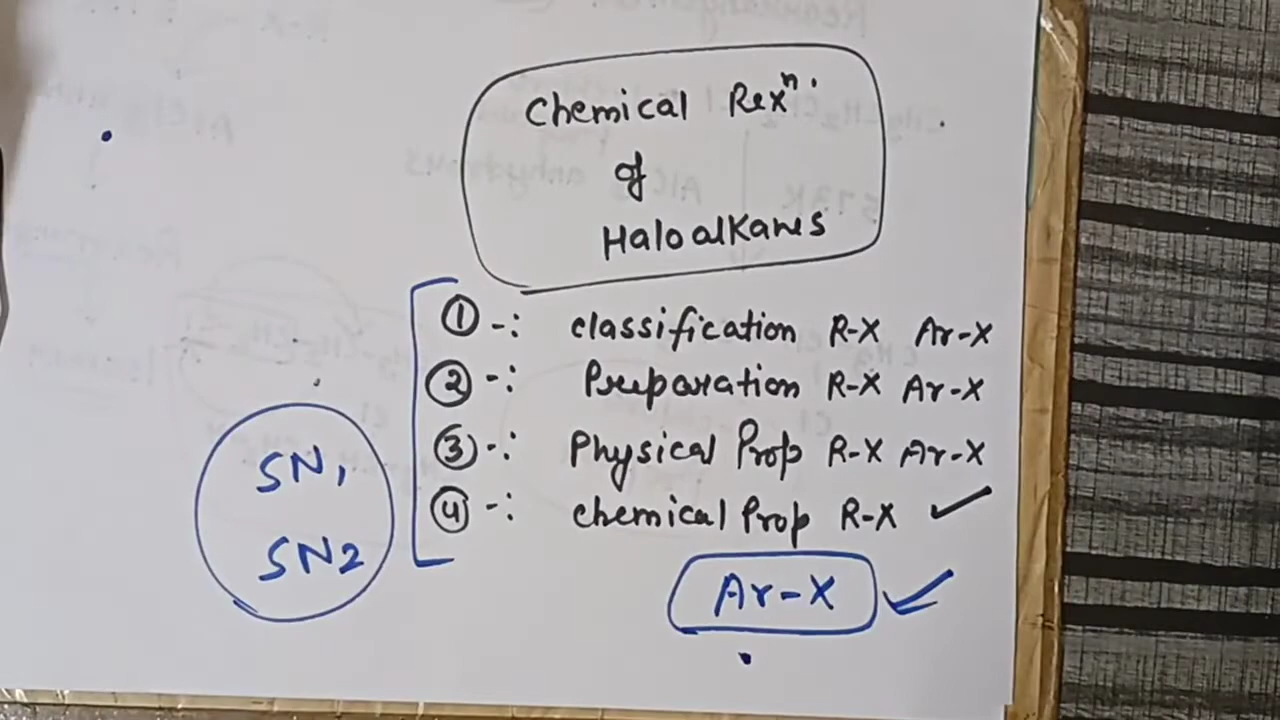 Chemical Rexⁿ.
of
Haloalkanes
① -: classification R-X Ar-X
② -: Preparation R-X Ar-X
③ -: Physical Prop R-X Ar-X
④ -: chemical Prop R-X ✓
Ar-X ✓
SN1
SN2